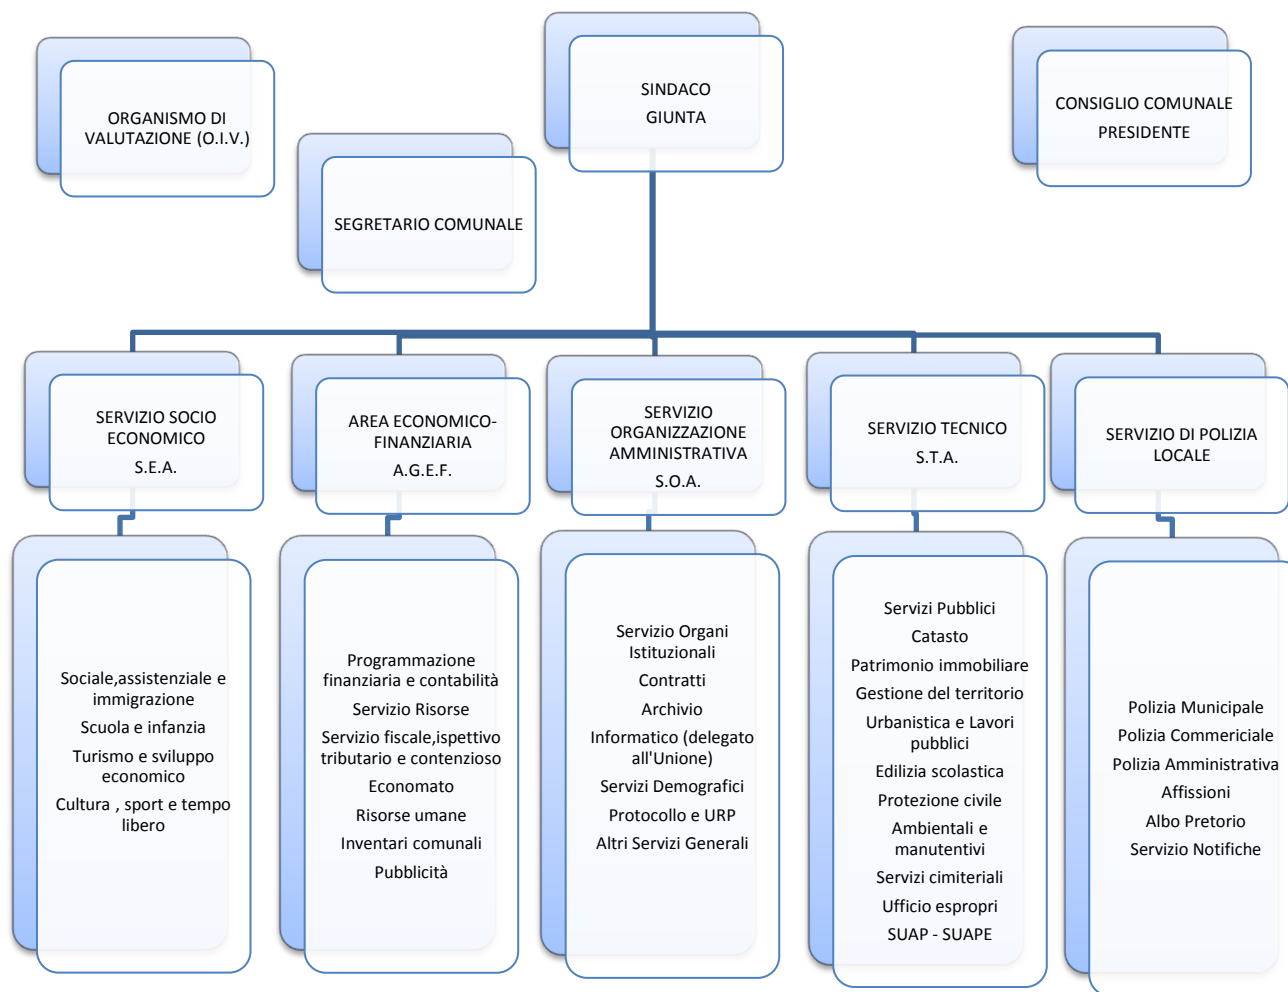 ORGANISMO DI
VALUTAZIONE (O.I.V.)
SINDACO
GIUNTA
CONSIGLIO COMUNALE
PRESIDENTE
SEGRETARIO COMUNALE
SERVIZIO SOCIO
ECONOMICO
S.E.A.
AREA ECONOMICO-
FINANZIARIA
A.G.E.F.
SERVIZIO
ORGANIZZAZIONE
AMMINISTRATIVA
S.O.A.
SERVIZIO TECNICO
S.T.A.
SERVIZIO DI POLIZIA
LOCALE
Sociale,assistenziale e
immigrazione
Scuola e infanzia
Turismo e sviluppo
economico
Cultura , sport e tempo
libero
Programmazione
finanziaria e contabilità
Servizio Risorse
Servizio fiscale,ispettivo
tributario e contenzioso
Economato
Risorse umane
Inventari comunali
Pubblicità
Servizio Organi
Istituzionali
Contratti
Archivio
Informatico (delegato
all'Unione)
Servizi Demografici
Protocollo e URP
Altri Servizi Generali
Servizi Pubblici
Catasto
Patrimonio immobiliare
Gestione del territorio
Urbanistica e Lavori
pubblici
Edilizia scolastica
Protezione civile
Ambientali e
manutentivi
Servizi cimiteriali
Ufficio espropri
SUAP - SUAPE
Polizia Municipale
Polizia Commericiale
Polizia Amministrativa
Affissioni
Albo Pretorio
Servizio Notifiche